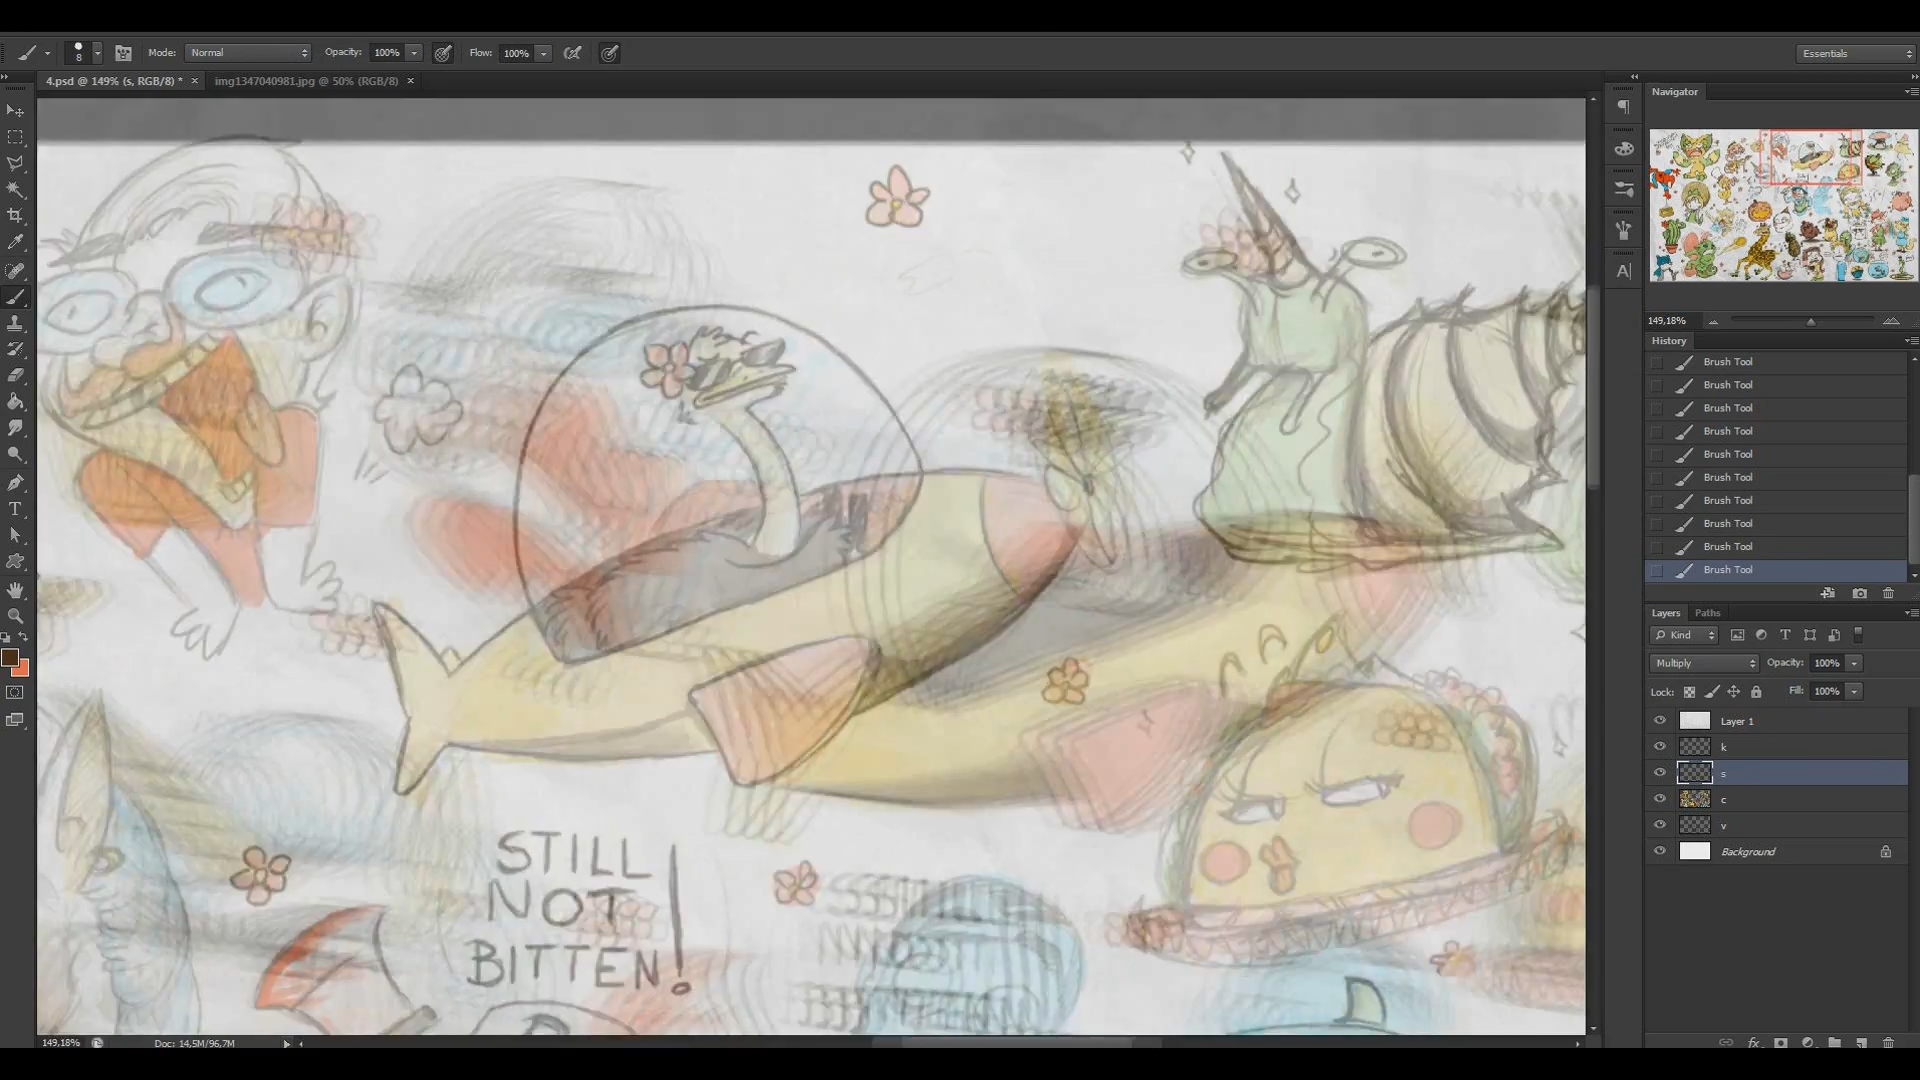 8
Mode: Normal
Opacity: 100%
Flow: 100%
Essentials
4.psd @ 149% (s, RGB/8) *
img1347040981.jpg @ 50% (RGB/8)
Navigator
149,18%
History
Brush Tool
Brush Tool
Brush Tool
Brush Tool
Brush Tool
Brush Tool
Brush Tool
Brush Tool
Brush Tool
Brush Tool
Layers
Paths
Kind
Multiply
Opacity: 100%
Lock:
Fill: 100%
Layer 1
k
s
c
v
Background
STILL
NOT
BITTEN!
149,18%
Doc: 14,5M/96,7M